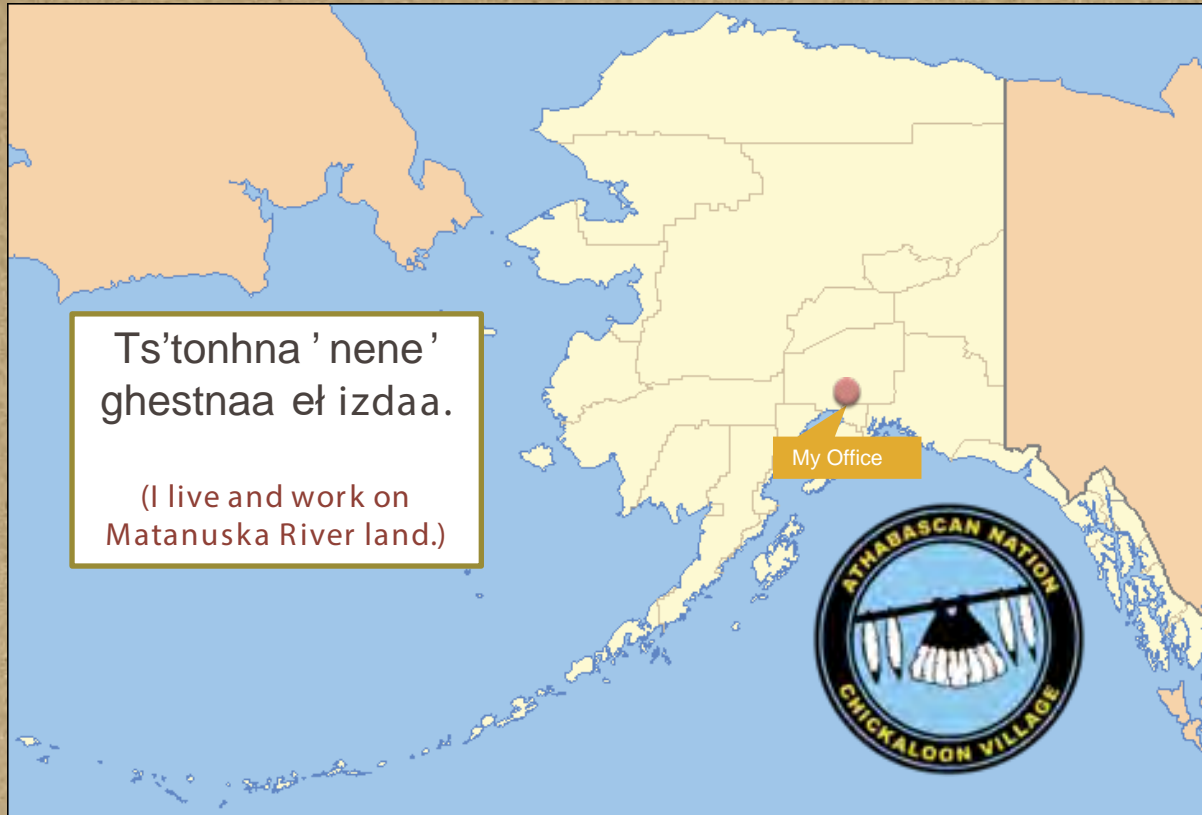 Ts’tonhna ’ nene’
ghestnaa eł izdaa.
(I live and work on
Matanuska River land.)
My Office
ATHABASCAN NATION
CHICKALOON VILLAGE